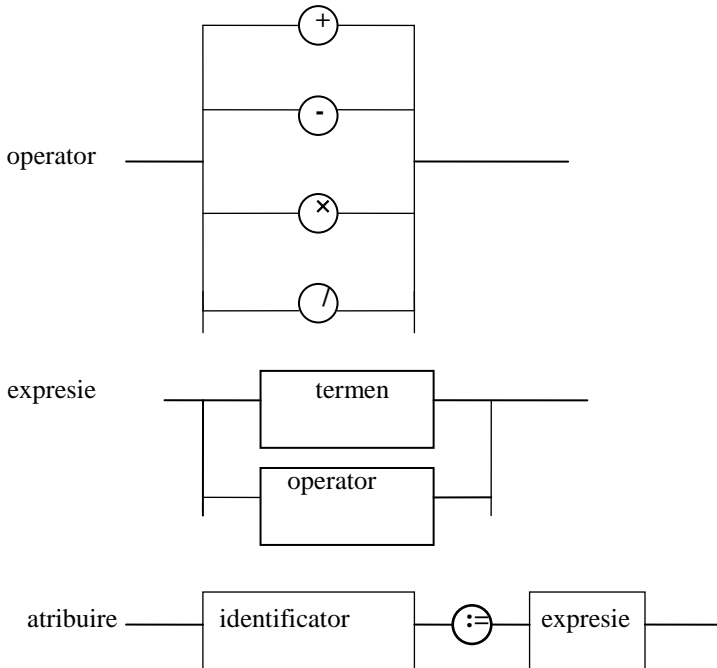 +
-
operator
×
/
expresie termen
operator
atribuire identificator := expresie